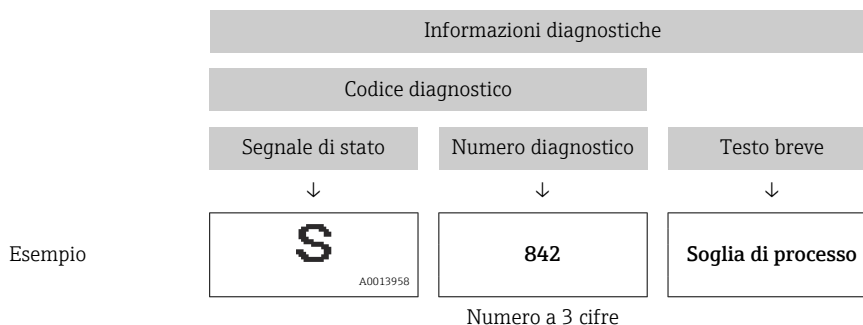 Informazioni diagnostiche
Codice diagnostico
Segnale di stato Numero diagnostico Testo breve
↓ ↓ ↓
Esempio S 842 Soglia di processo
A0013958
Numero a 3 cifre